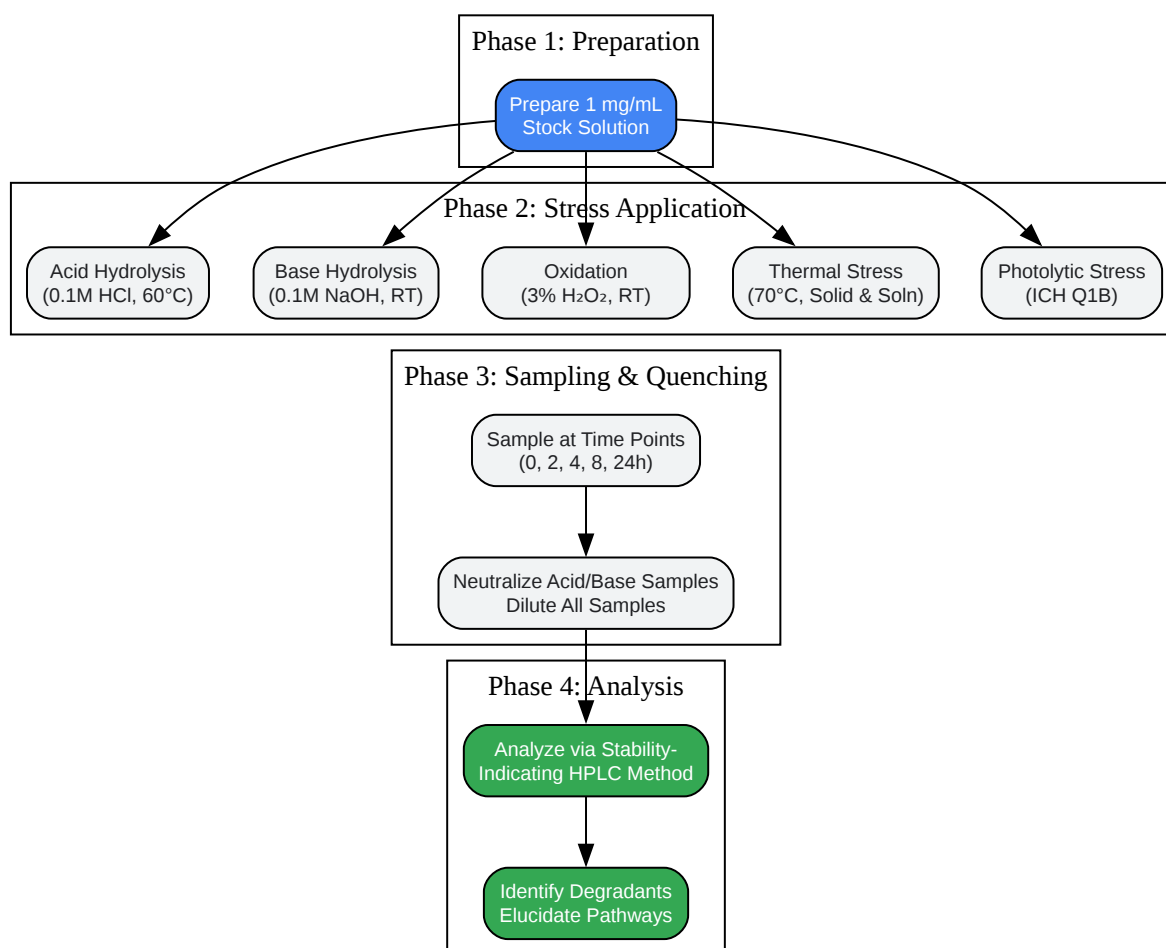 Phase 1: Preparation
Prepare 1 mg/mL
Stock Solution
Phase 2: Stress Application
Acid Hydrolysis
(0.1M HCl, 60°C)
Base Hydrolysis
(0.1M NaOH, RT)
Oxidation
(3% H₂O₂, RT)
Thermal Stress
(70°C, Solid & Soln)
Photolytic Stress
(ICH Q1B)
Phase 3: Sampling & Quenching
Sample at Time Points
(0, 2, 4, 8, 24h)
Neutralize Acid/Base Samples
Dilute All Samples
Phase 4: Analysis
Analyze via Stability-
Indicating HPLC Method
Identify Degradants
Elucidate Pathways